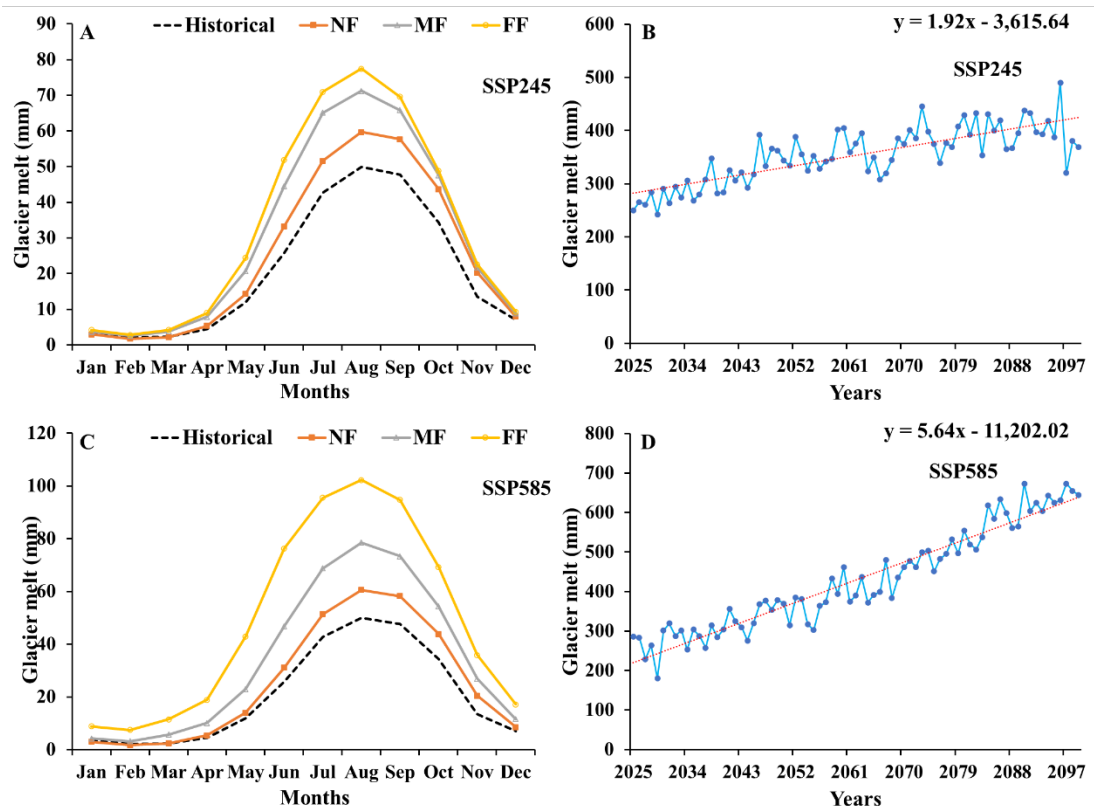 A
Historical NF MF FF
SSP245
Glacier melt (mm)
90
80
70
60
50
40
30
20
10
0
Jan Feb Mar Apr May Jun Jul Aug Sep Oct Nov Dec
Months
B
y = 1.92x - 3,615.64
SSP245
Glacier melt (mm)
600
500
400
300
200
100
0
2025 2034 2043 2052 2061 2070 2079 2088 2097
Years
C
Historical NF MF FF
SSP585
Glacier melt (mm)
120
100
80
60
40
20
0
Jan Feb Mar Apr May Jun Jul Aug Sep Oct Nov Dec
Months
D
y = 5.64x - 11,202.02
SSP585
Glacier melt (mm)
800
700
600
500
400
300
200
100
0
2025 2034 2043 2052 2061 2070 2079 2088 2097
Years